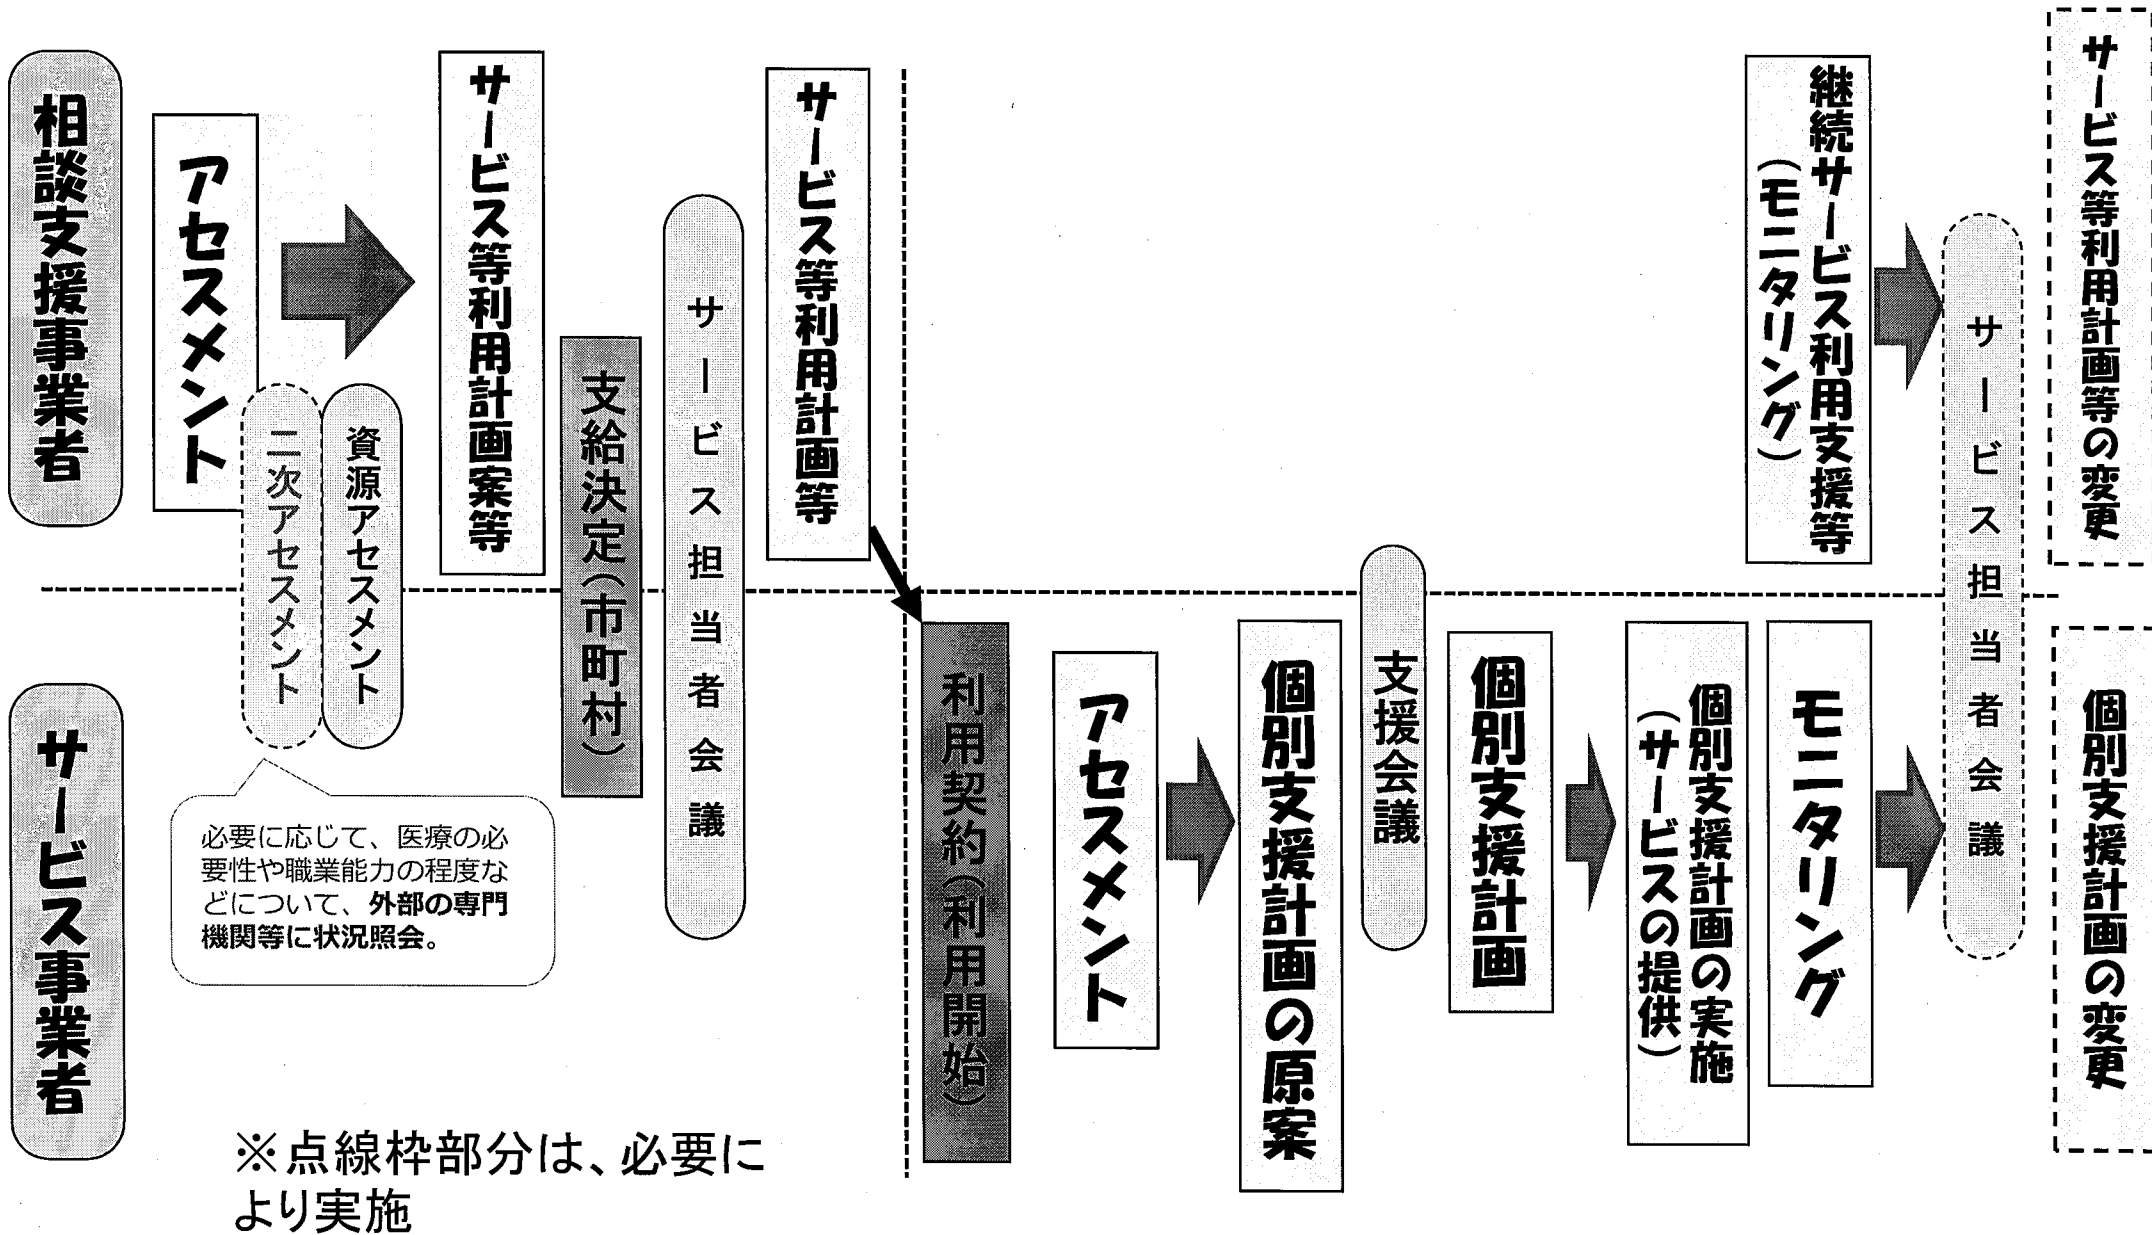 相談支援事業者
アセスメント
二次アセスメント
資源アセスメント
サービス等利用計画案等
支給決定(市町村)
サービス担当者会議
サービス等利用計画等
継続サービス利用支援等
(モニタリング)
サービス担当者会議
サービス等利用計画等の変更
サービス事業者
必要に応じて、医療の必
要性や職業能力の程度な
どについて、外部の専門
機関等に状況照会。
利用契約(利用開始)
アセスメント
個別支援計画の原案
支援会議
個別支援計画
個別支援計画の実施
(サービスの提供)
モニタリング
個別支援計画の変更
※点線枠部分は、必要に
より実施